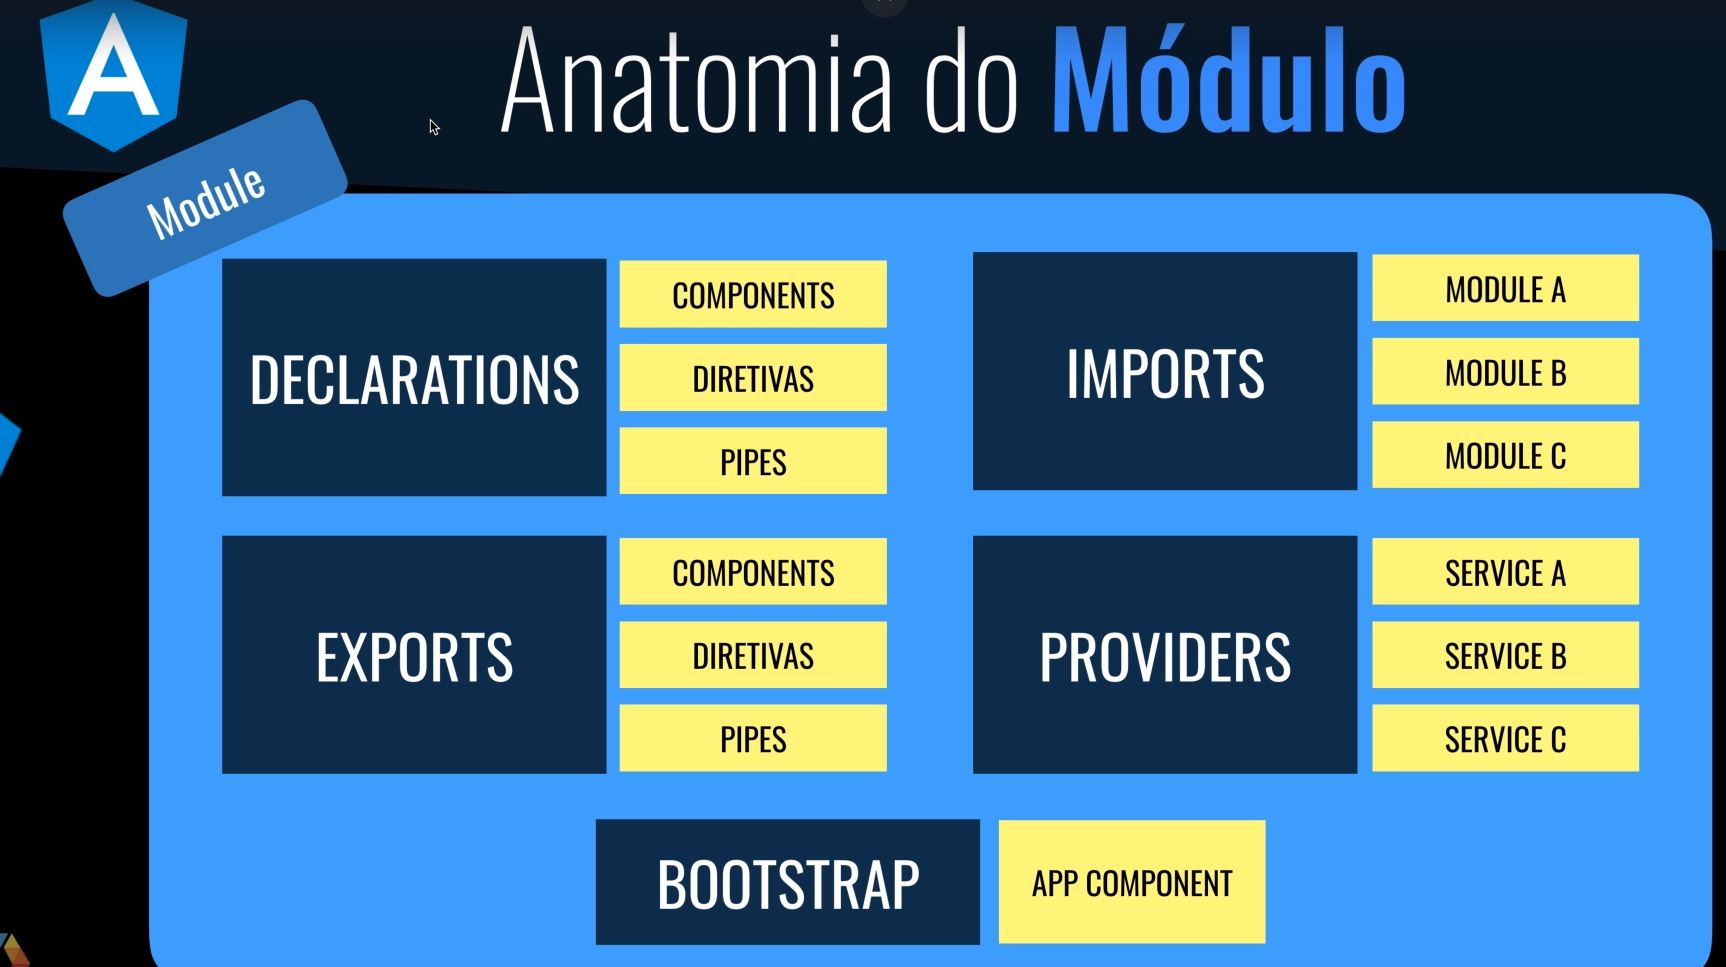 A
Anatomia do Módulo
Module
DECLARATIONS
COMPONENTS
DIRETIVAS
PIPES
IMPORTS
MODULE A
MODULE B
MODULE C
EXPORTS
COMPONENTS
DIRETIVAS
PIPES
PROVIDERS
SERVICE A
SERVICE B
SERVICE C
BOOTSTRAP
APP COMPONENT